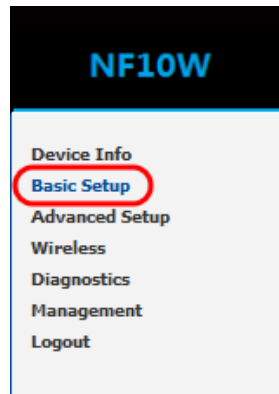 NF10W
Device Info
Basic Setup
Advanced Setup
Wireless
Diagnostics
Management
Logout